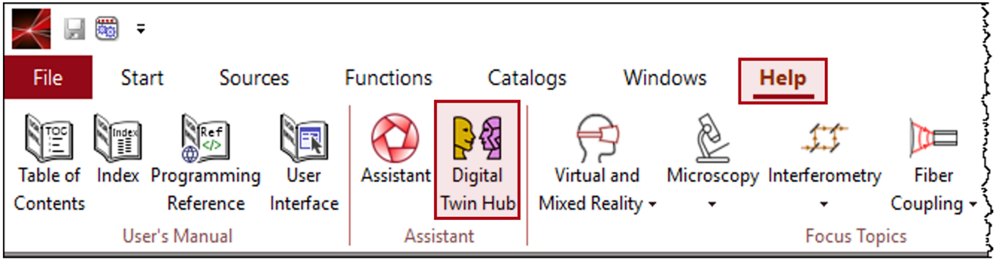 File Start Sources Functions Catalogs Windows Help
TOC Index Ref
Table of Contents
Index
Programming Reference
User Interface
Assistant
Digital Twin Hub
Virtual and Mixed Reality
Microscopy
Interferometry
Fiber Coupling
User's Manual Assistant Focus Topics